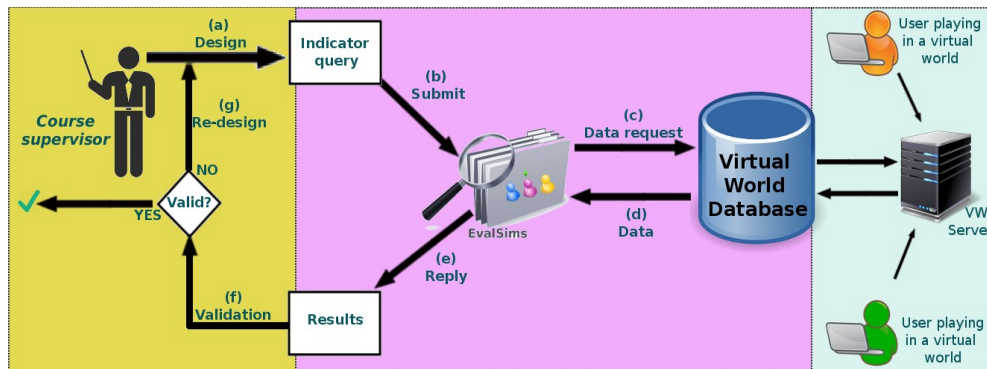 (a)
Design
Indicator
query
(b)
Submit
(g)
Re-design
Course
supervisor
(c)
Data request
Virtual
World
Database
User playing
in a virtual
world
NO
Valid?
YES
EvalSims
(d)
Data
VW
Server
(e)
Reply
(f)
Validation
Results
User playing
in a virtual
world